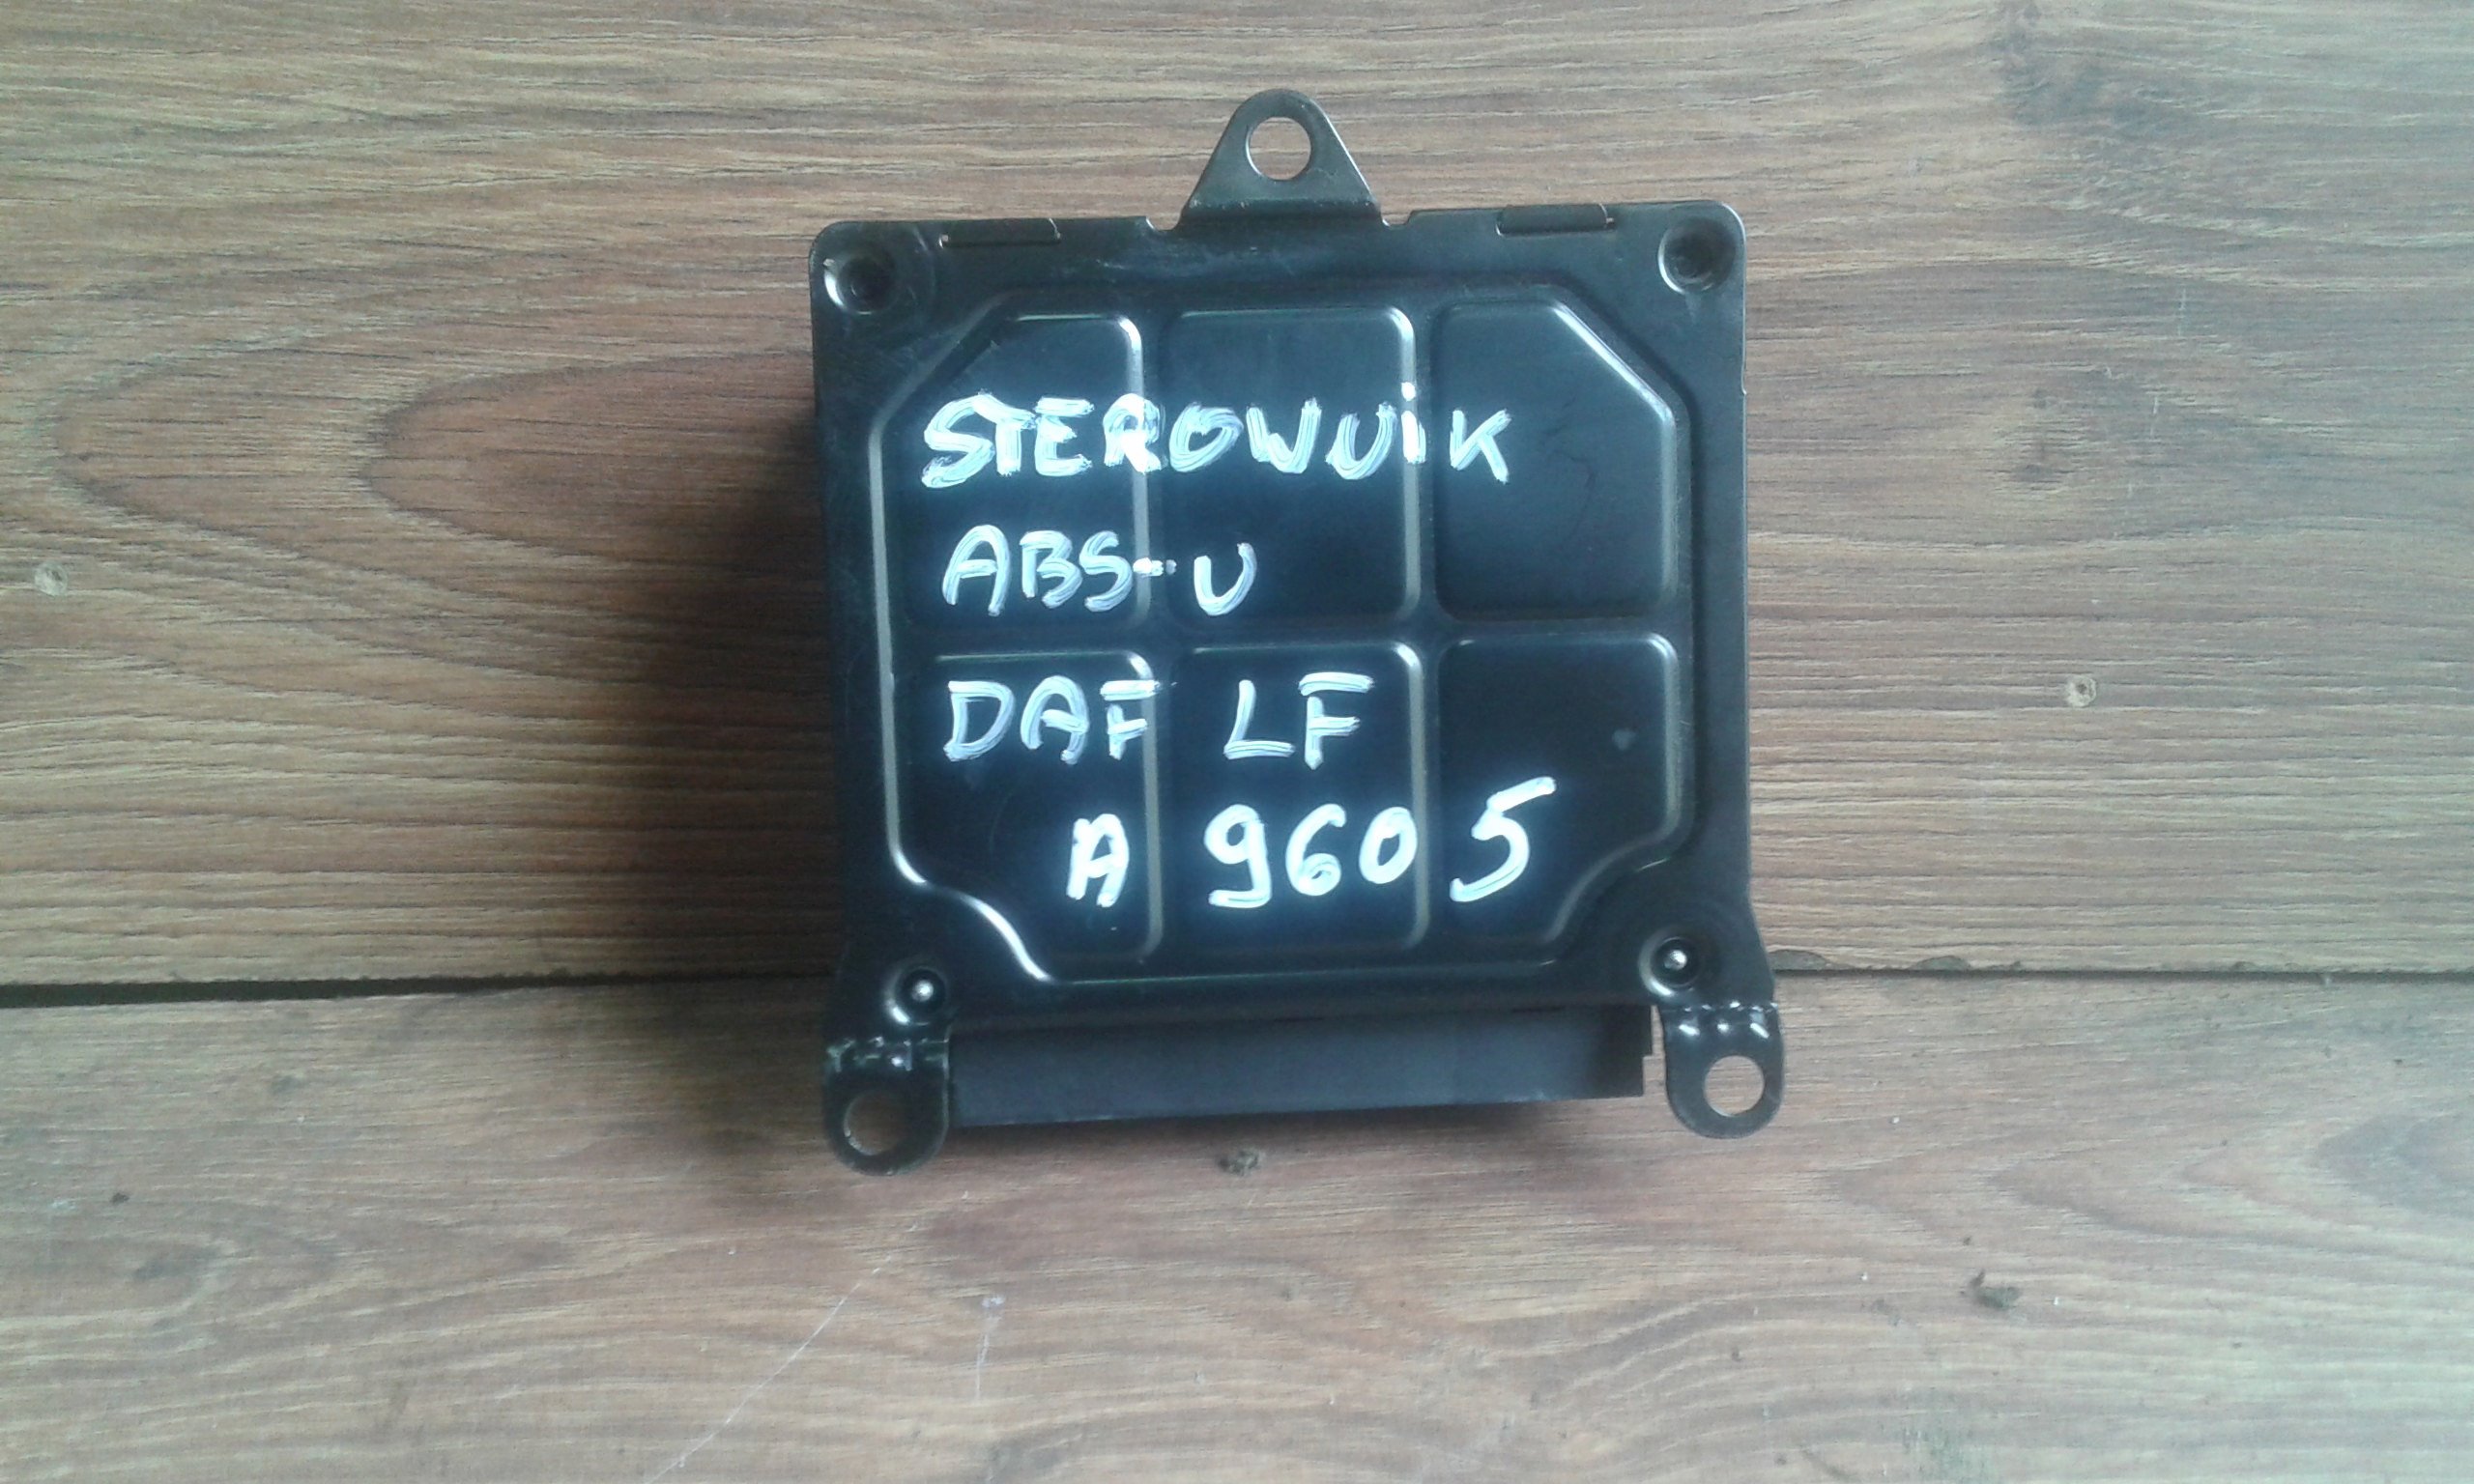 STEROWNiK
ABS-U
DAF LF
A 9605